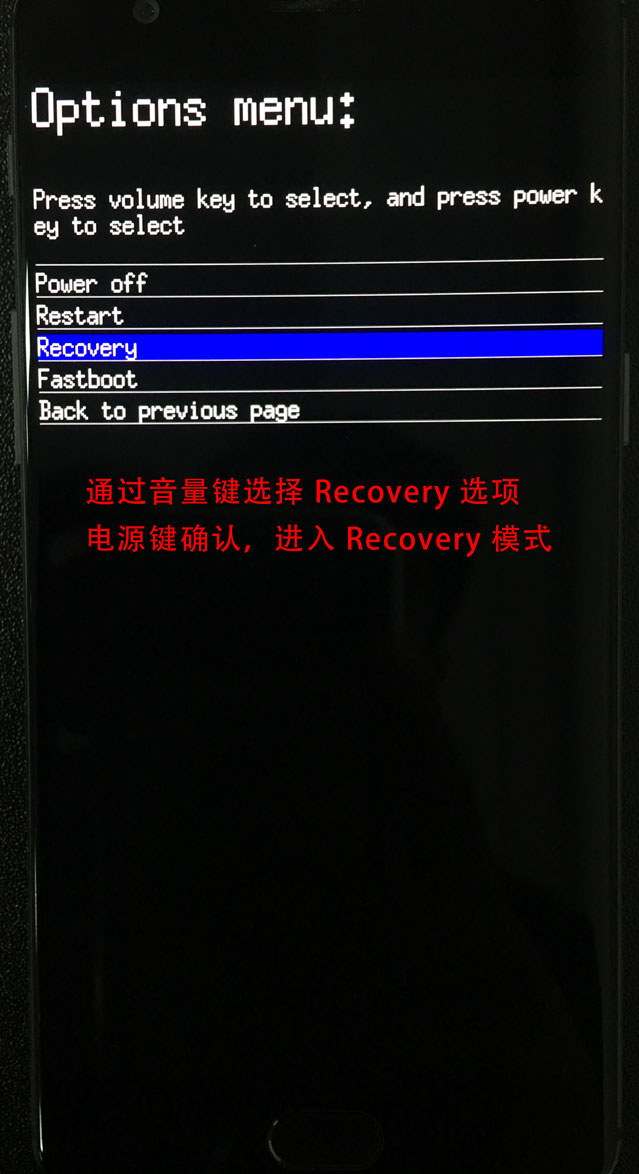 Options menu:
Press volume key to select, and press power k
ey to select
Power off
Restart
Recovery
Fastboot
Back to previous page
通过音量键选择 Recovery 选项
电源键确认，进入 Recovery 模式